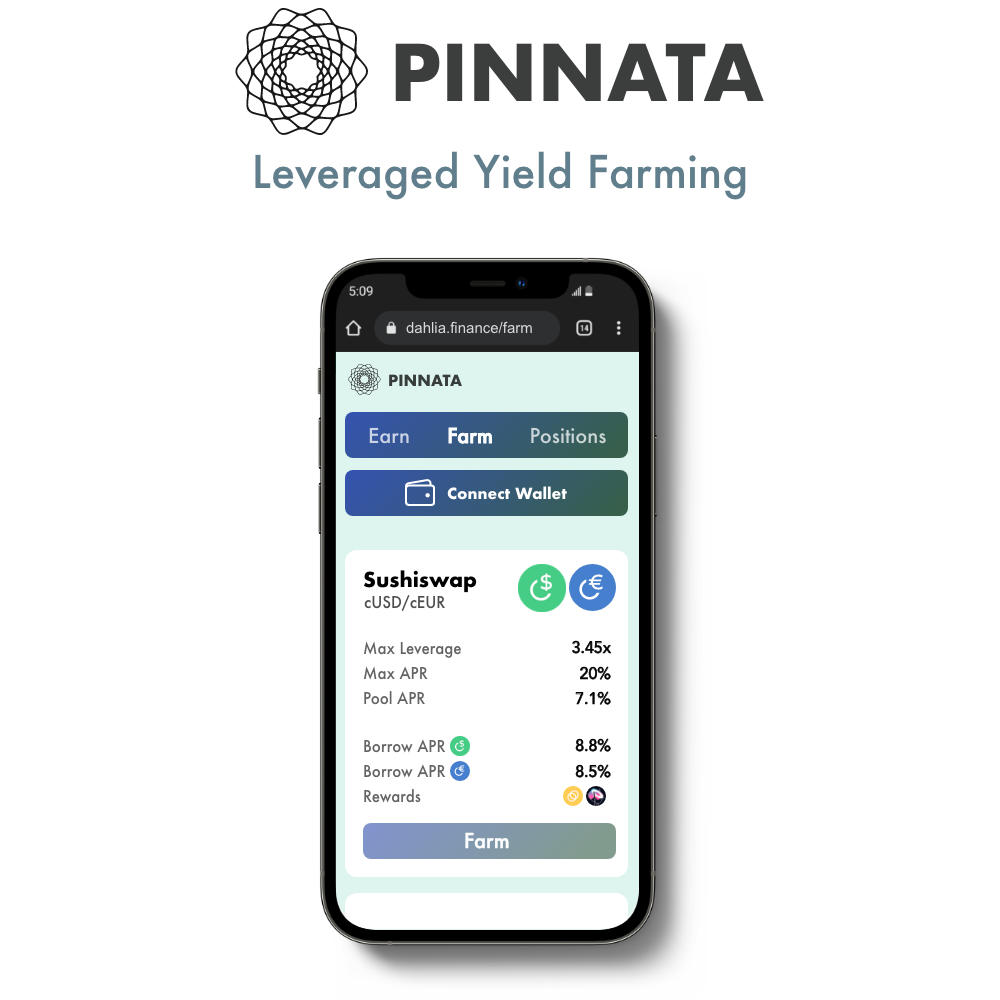 PINNATA
Leveraged Yield Farming
5:09
dahlia.finance/farm
14
PINNATA
Earn Farm Positions
Connect Wallet
Sushiswap
cUSD/cEUR
Max Leverage 3.45x
Max APR 20%
Pool APR 7.1%
Borrow APR 8.8%
Borrow APR 8.5%
Rewards
Farm